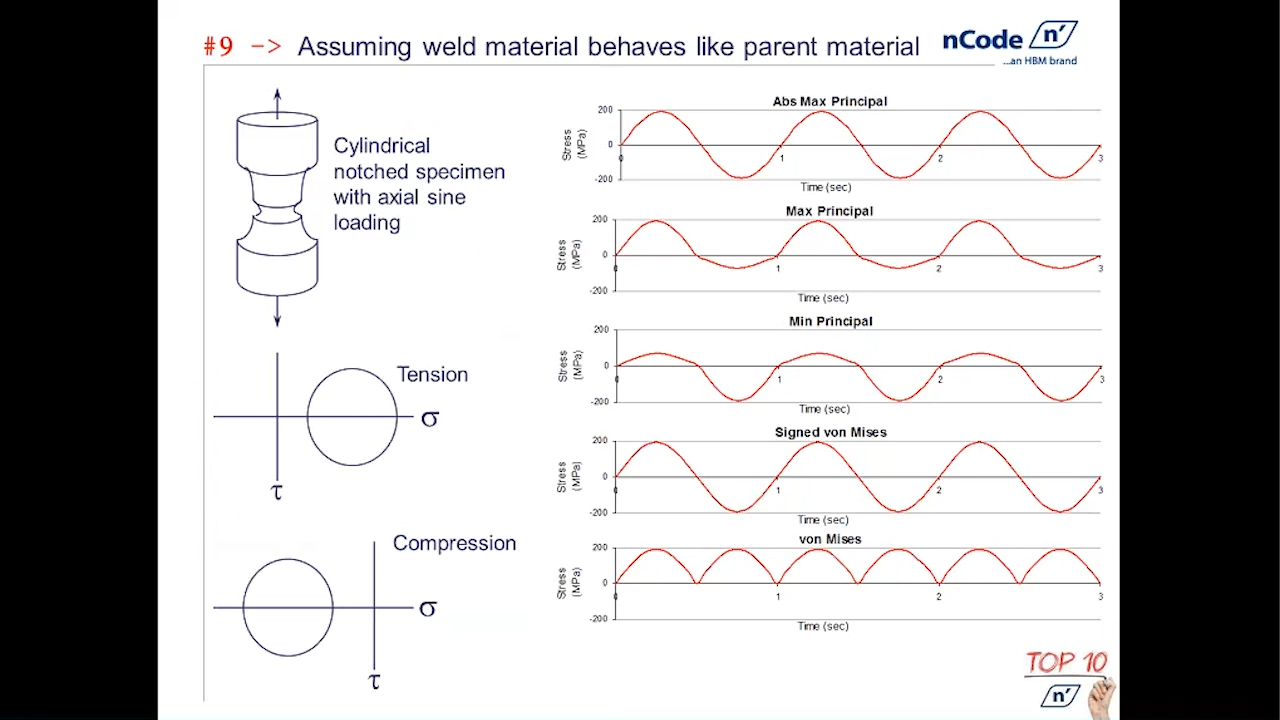 #9 -> Assuming weld material behaves like parent material
nCode n'
...an HBM brand
Cylindrical
notched specimen
with axial sine
loading
Tension
σ
τ
Compression
σ
τ
Abs Max Principal
Stress
(MPa)
200
0
-200
0 1 2 3
Time (sec)
Max Principal
Stress
(MPa)
200
0
-200
0 1 2 3
Time (sec)
Min Principal
Stress
(MPa)
200
0
-200
0 1 2 3
Time (sec)
Signed von Mises
Stress
(MPa)
200
0
-200
0 1 2 3
Time (sec)
von Mises
Stress
(MPa)
200
0
-200
0 1 2 3
Time (sec)
TOP 10
n'